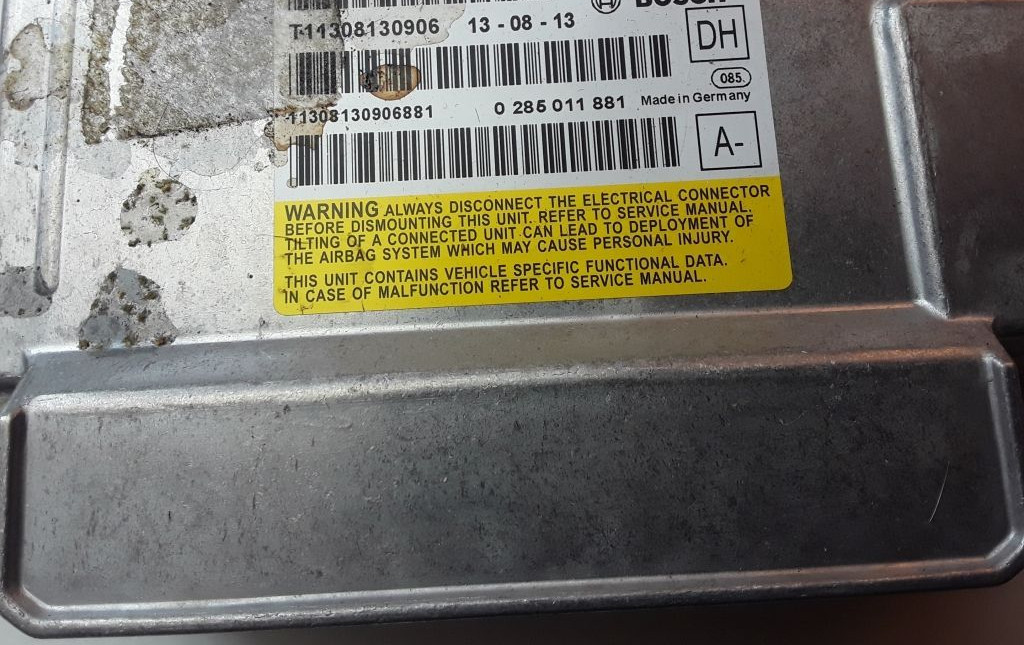 BOSCH
T11308130906 13 - 08 - 13
DH
085
11308130906881 0 285 011 881 Made in Germany
A-
WARNING ALWAYS DISCONNECT THE ELECTRICAL CONNECTOR
BEFORE DISMOUNTING THIS UNIT. REFER TO SERVICE MANUAL.
TILTING OF A CONNECTED UNIT CAN LEAD TO DEPLOYMENT OF
THE AIRBAG SYSTEM WHICH MAY CAUSE PERSONAL INJURY.
THIS UNIT CONTAINS VEHICLE SPECIFIC FUNCTIONAL DATA.
IN CASE OF MALFUNCTION REFER TO SERVICE MANUAL.